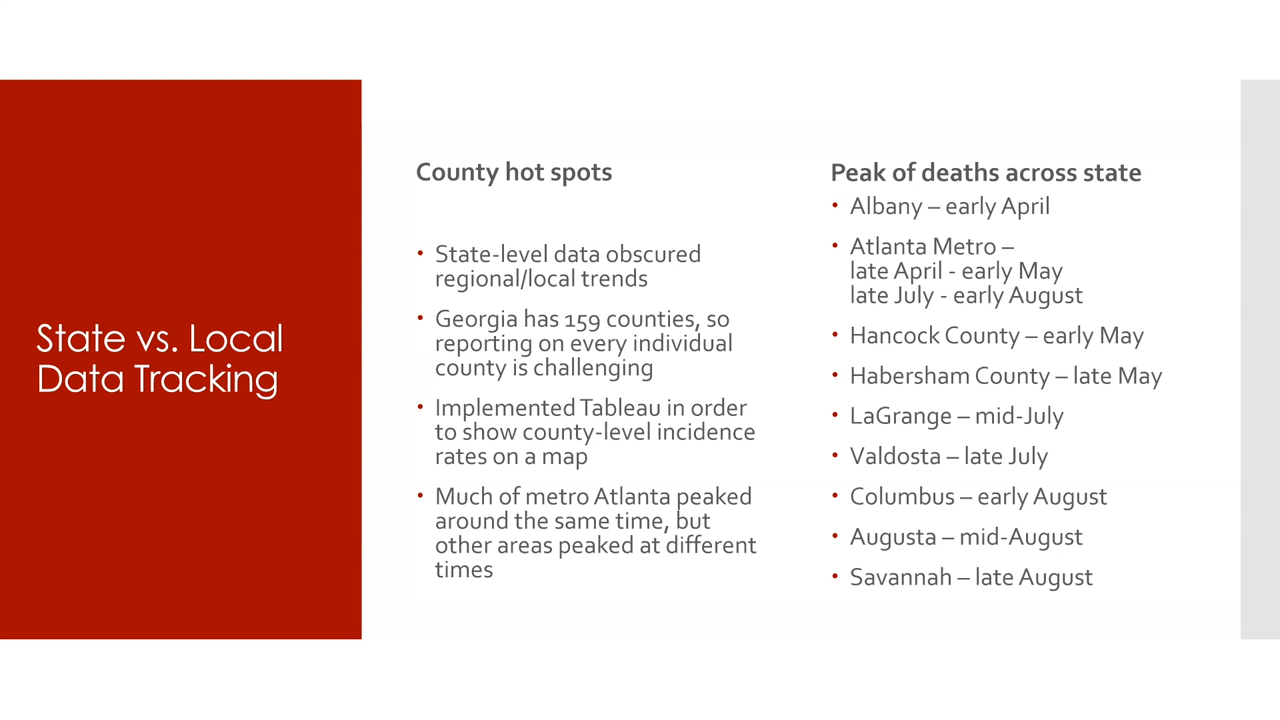 State vs. Local
Data Tracking
County hot spots
• State-level data obscured
regional/local trends
• Georgia has 159 counties, so
reporting on every individual
county is challenging
• Implemented Tableau in order
to show county-level incidence
rates on a map
• Much of metro Atlanta peaked
around the same time, but
other areas peaked at different
times
Peak of deaths across state
• Albany – early April
• Atlanta Metro –
late April - early May
late July - early August
• Hancock County – early May
• Habersham County – late May
• LaGrange – mid-July
• Valdosta – late July
• Columbus – early August
• Augusta – mid-August
• Savannah – late August